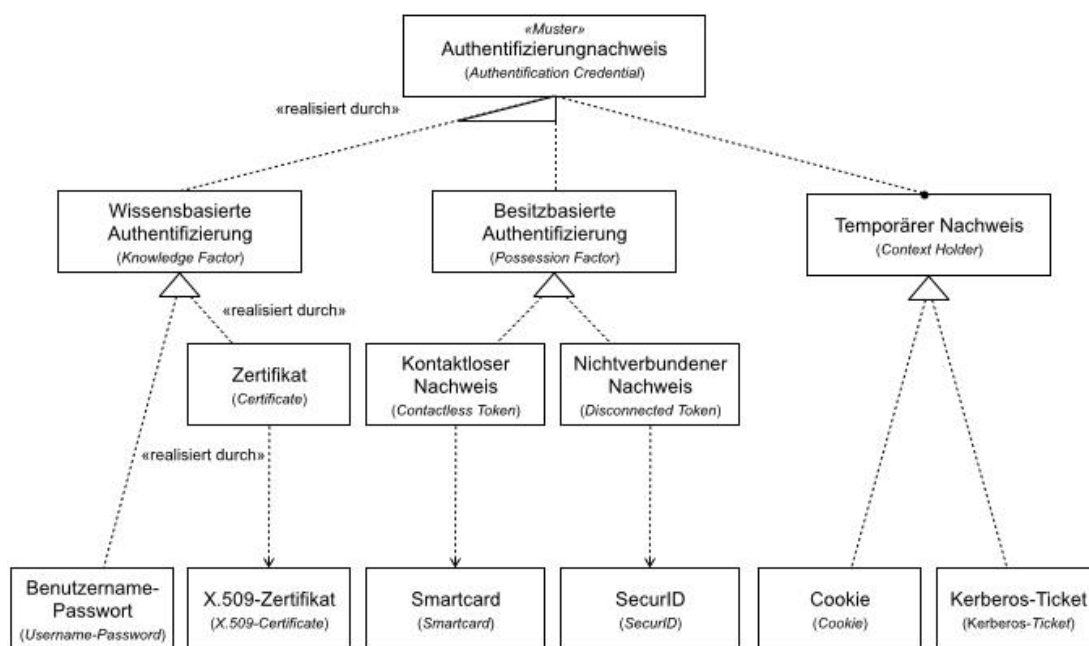 «Muster»
Authentifizierungnachweis
(Authentification Credential)
«realisiert durch»
Wissensbasierte
Authentifizierung
(Knowledge Factor)
Besitzbasierte
Authentifizierung
(Possession Factor)
Temporärer Nachweis
(Context Holder)
«realisiert durch»
Zertifikat
(Certificate)
Kontaktloser
Nachweis
(Contactless Token)
Nichtverbundener
Nachweis
(Disconnected Token)
«realisiert durch»
Benutzername-
Passwort
(Username-Password)
X.509-Zertifikat
(X.509-Certificate)
Smartcard
(Smartcard)
SecurID
(SecurID)
Cookie
(Cookie)
Kerberos-Ticket
(Kerberos-Ticket)